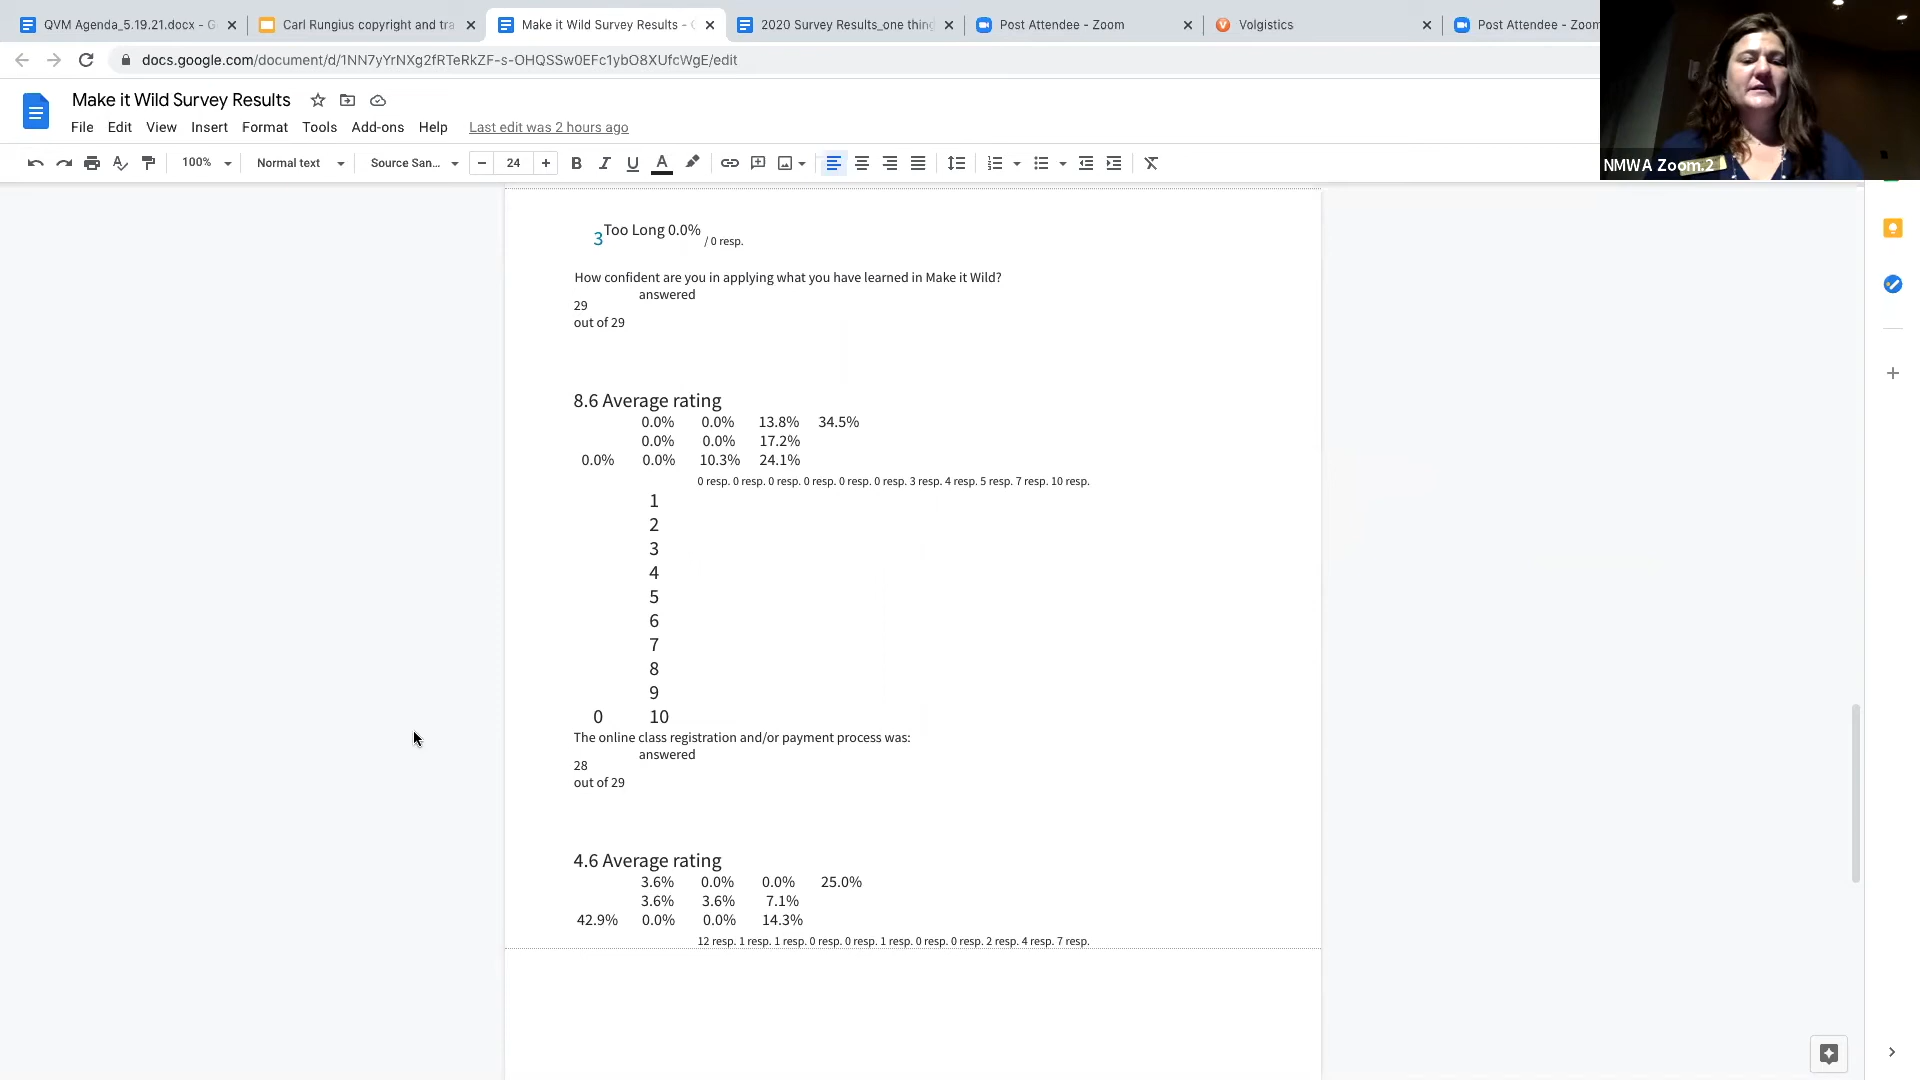 QVM Agenda_5.19.21.docx - G
Carl Rungius copyright and tra
Make it Wild Survey Results -
2020 Survey Results_one thing
Post Attendee - Zoom
Volgistics
Post Attendee - Zoom
docs.google.com/document/d/1NN7yYrNXg2fRTeRkZF-s-OHQSSw0EFc1ybO8XUfcWgE/edit
Make it Wild Survey Results
File Edit View Insert Format Tools Add-ons Help Last edit was 2 hours ago
100% Normal text Source San... 24 B I U A
NMWA Zoom.2
3 Too Long 0.0% / 0 resp.
How confident are you in applying what you have learned in Make it Wild?
answered
29
out of 29
8.6 Average rating
0.0% 0.0% 13.8% 34.5%
0.0% 0.0% 17.2%
0.0% 0.0% 10.3% 24.1%
0 resp. 0 resp. 0 resp. 0 resp. 0 resp. 0 resp. 3 resp. 4 resp. 5 resp. 7 resp. 10 resp.
1
2
3
4
5
6
7
8
9
0 10
The online class registration and/or payment process was:
answered
28
out of 29
4.6 Average rating
3.6% 0.0% 0.0% 25.0%
3.6% 3.6% 7.1%
42.9% 0.0% 0.0% 14.3%
12 resp. 1 resp. 1 resp. 0 resp. 0 resp. 1 resp. 0 resp. 0 resp. 2 resp. 4 resp. 7 resp.